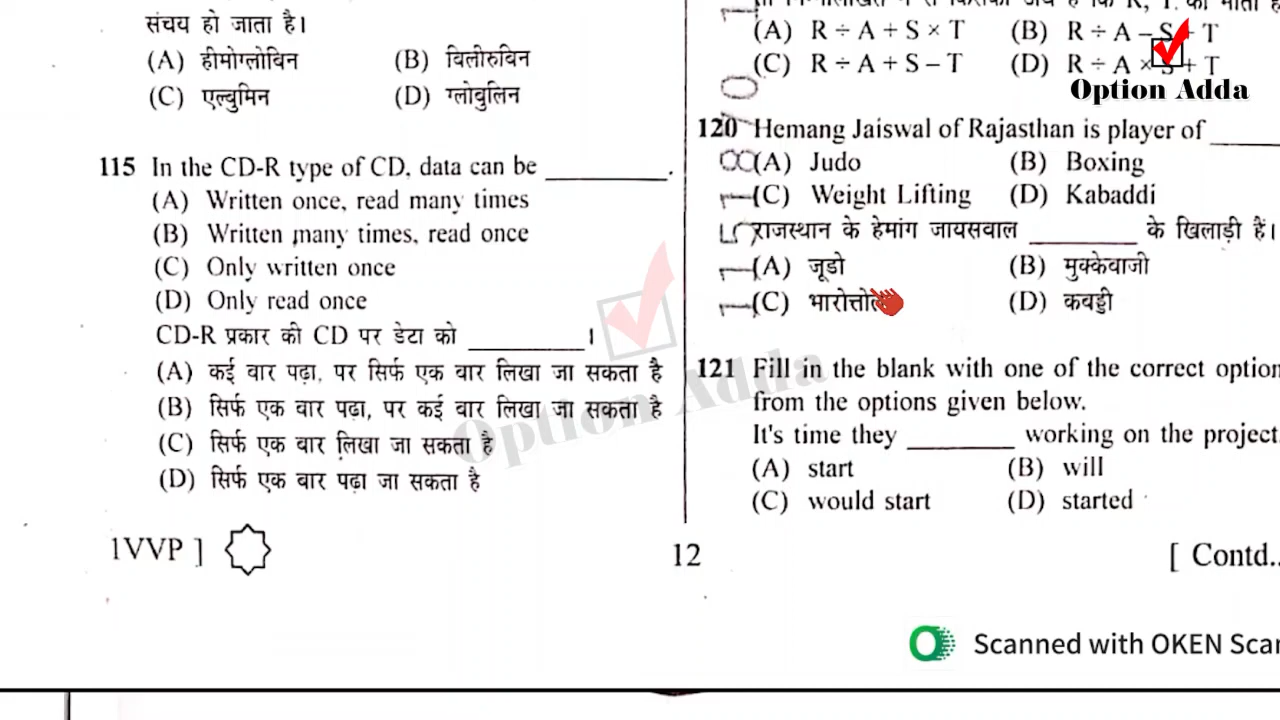 संचय हो जाता है।
(A) हीमोग्लोबिन (B) बिलीरुबिन
(C) एल्बुमिन (D) ग्लोबुलिन
115 In the CD-R type of CD, data can be ________.
(A) Written once, read many times
(B) Written many times, read once
(C) Only written once
(D) Only read once
CD-R प्रकार की CD पर डेटा को ________।
(A) कई बार पढ़ा, पर सिर्फ एक बार लिखा जा सकता है
(B) सिर्फ एक बार पढ़ा, पर कई बार लिखा जा सकता है
(C) सिर्फ एक बार लिखा जा सकता है
(D) सिर्फ एक बार पढ़ा जा सकता है
1VVP ]
12
(A) R ÷ A + S × T (B) R ÷ A – S + T
(C) R ÷ A + S – T (D) R ÷ A × S + T
Option Adda
120 Hemang Jaiswal of Rajasthan is player of ______
(A) Judo (B) Boxing
(C) Weight Lifting (D) Kabaddi
राजस्थान के हेमांग जायसवाल ________ के खिलाड़ी हैं।
(A) जूडो (B) मुक्केबाजी
(C) (D) कबड्डी
121 Fill in the blank with one of the correct option
from the options given below.
It's time they ________ working on the project.
(A) start (B) will
(C) would start (D) started
[ Contd..
Option Adda
Scanned with OKEN Scan